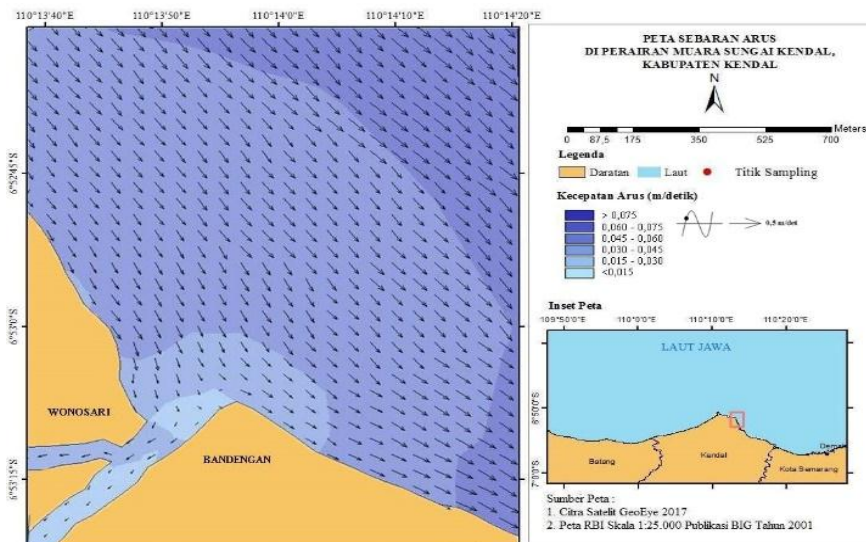 110°13'40"E 110°13'50"E 110°14'0"E 110°14'10"E 110°14'20"E
6°52'45"S
6°53'0"S
6°53'15"S
WONOSARI
BANDENGAN
PETA SEBARAN ARUS
DI PERAIRAN MUARA SUNGAI KENDAL,
KABUPATEN KENDAL
N
Meters
0 87,5 175 350 525 700
Legenda
Daratan Laut Titik Sampling
Kecepatan Arus (m/detik)
> 0,075
0,060 - 0,075
0,045 - 0,060
0,030 - 0,045
0,015 - 0,030
<0,015
0,5 m/det
Inset Peta
109°50'0"E 110°0'0"E 110°10'0"E 110°20'0"E
LAUT JAWA
6°50'0"S
7°0'0"S
Batang
Kendal
Kota Semarang
Demak
Sumber Peta :
1. Citra Satelit GeoEye 2017
2. Peta RBI Skala 1:25.000 Publikasi BIG Tahun 2001